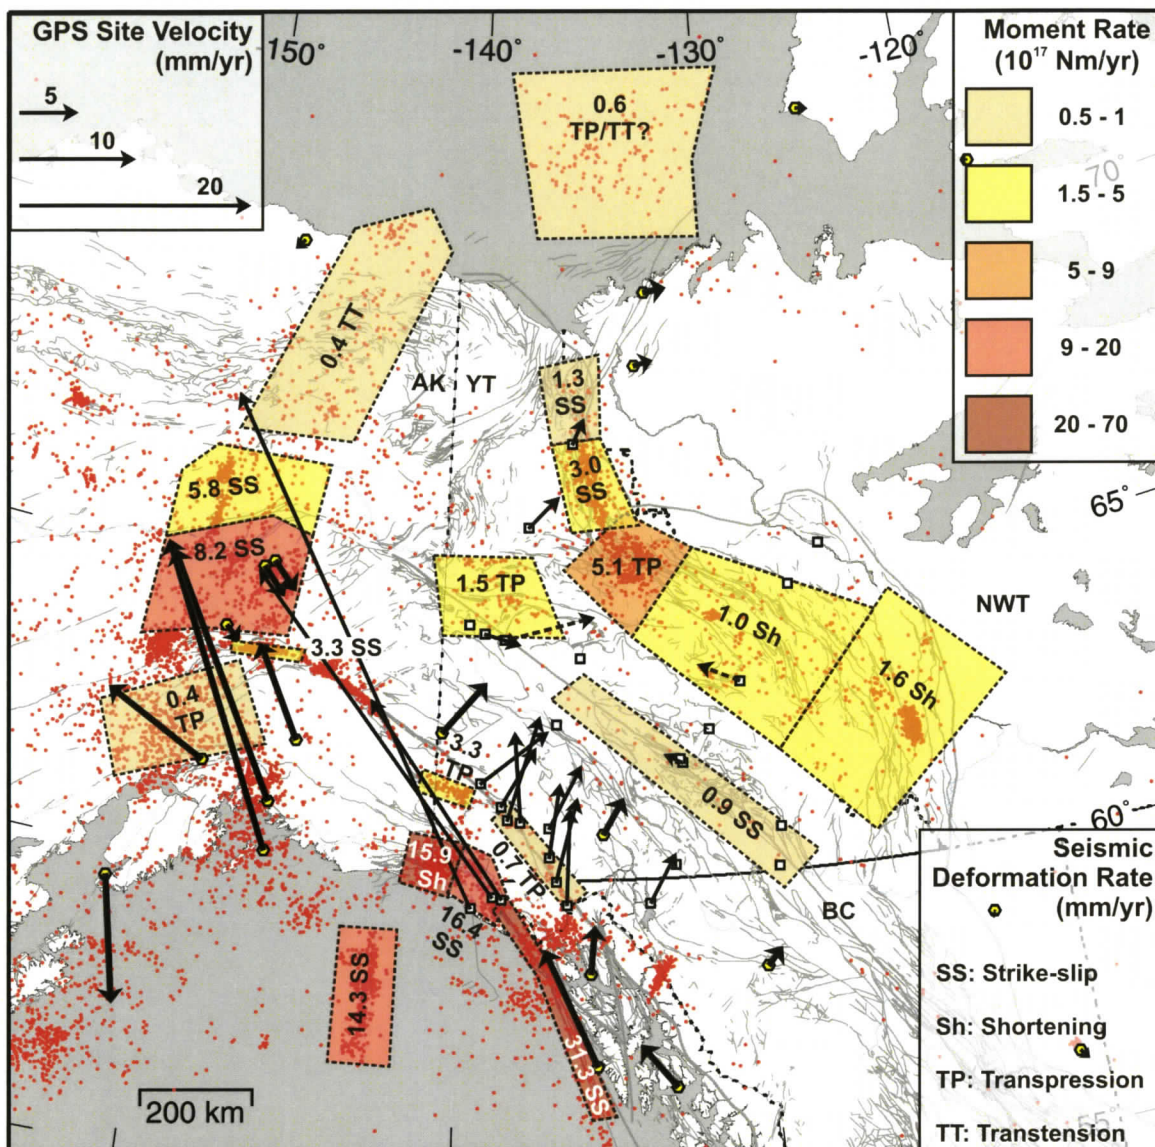 GPS Site Velocity
(mm/yr)
5
10
20
-150°
-140°
-130°
-120°
Moment Rate
(10¹⁷ Nm/yr)
0.5 - 1
1.5 - 5
5 - 9
9 - 20
20 - 70
70°
65°
60°
55°
0.6
TP/TT?
0.4 TT
AK
YT
1.3
SS
3.0
SS
5.8 SS
8.2 SS
5.1 TP
1.5 TP
1.0 Sh
NWT
3.3 SS
1.6 Sh
0.4
TP
3.3
TP
0.9 SS
15.9
Sh
0.7 TP
16.4
SS
BC
14.3 SS
31.3 SS
200 km
Seismic
Deformation Rate
(mm/yr)
SS: Strike-slip
Sh: Shortening
TP: Transpression
TT: Transtension